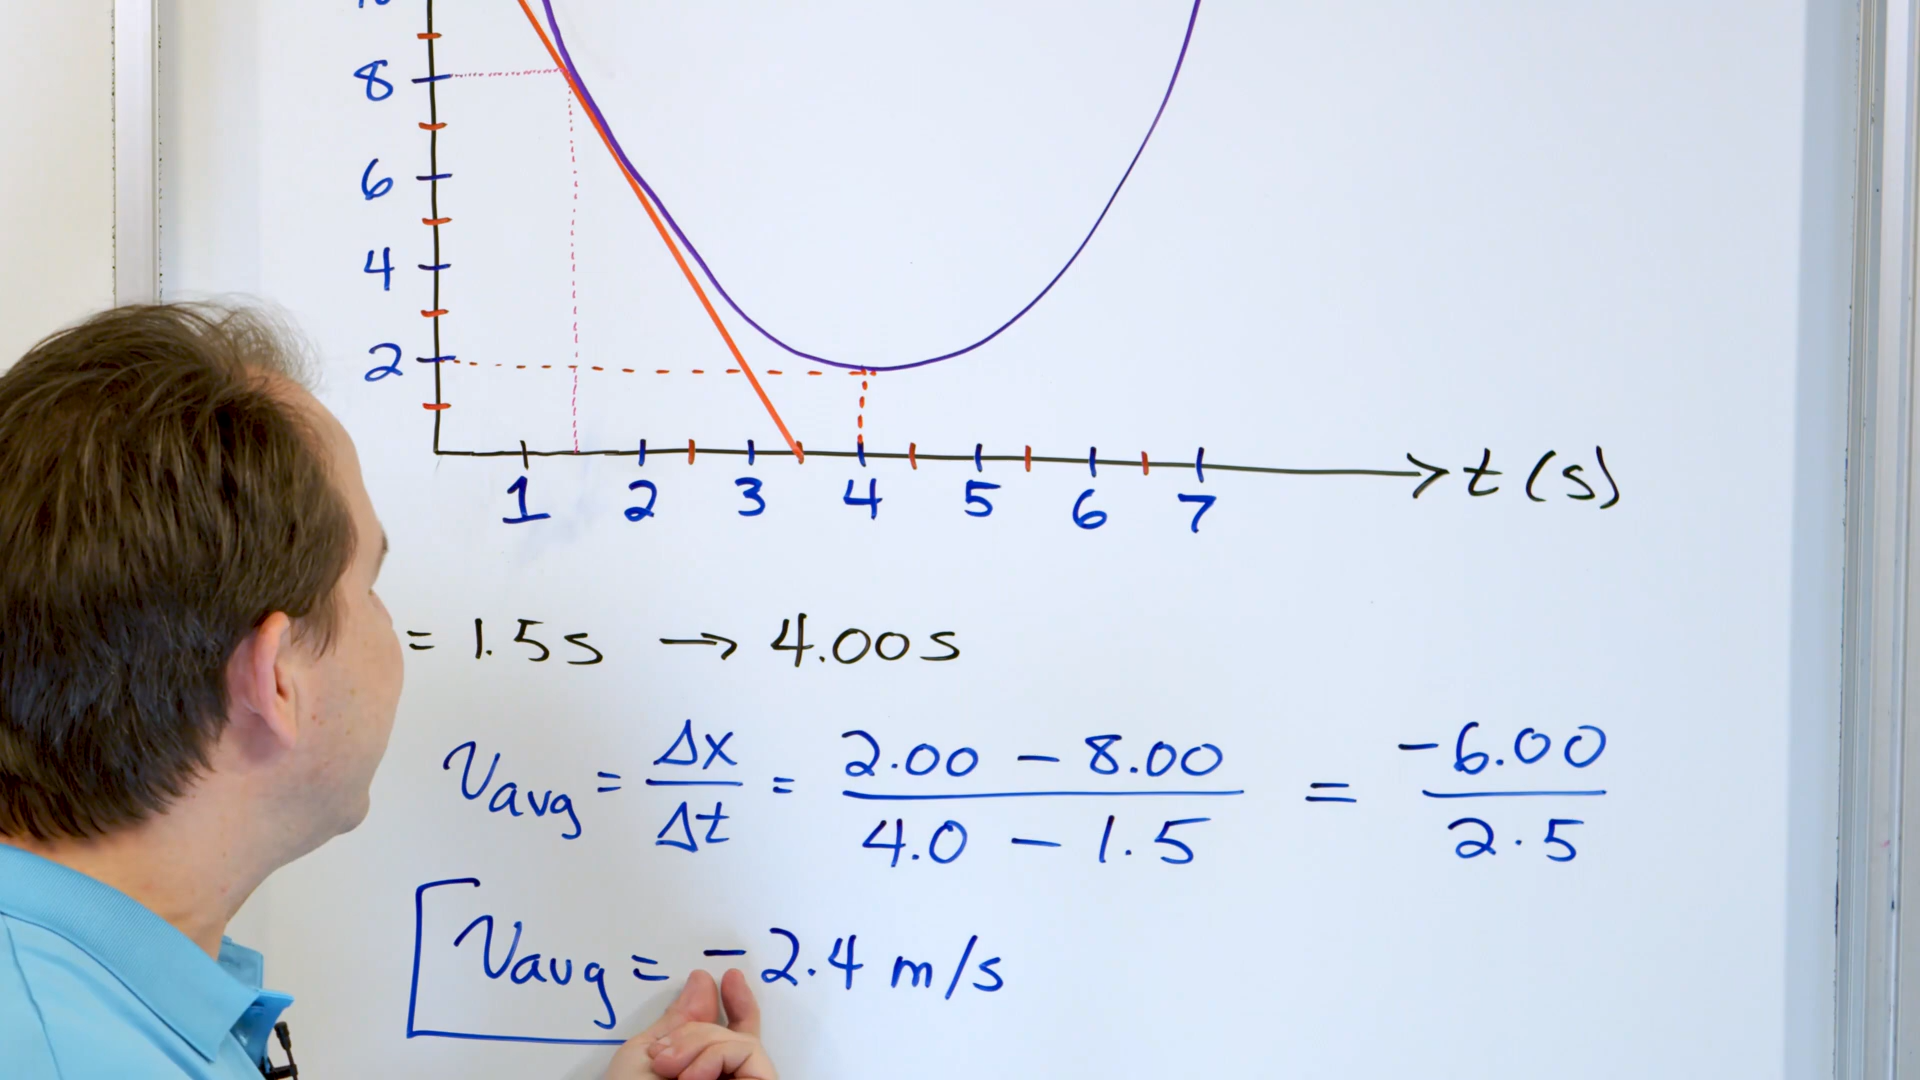 8
6
4
2
1 2 3 4 5 6 7 t (s)
= 1.5 s → 4.00 s
Vavg = Δx/Δt = (2.00 − 8.00)/(4.0 − 1.5) = −6.00/2.5
Vavg = −2.4 m/s